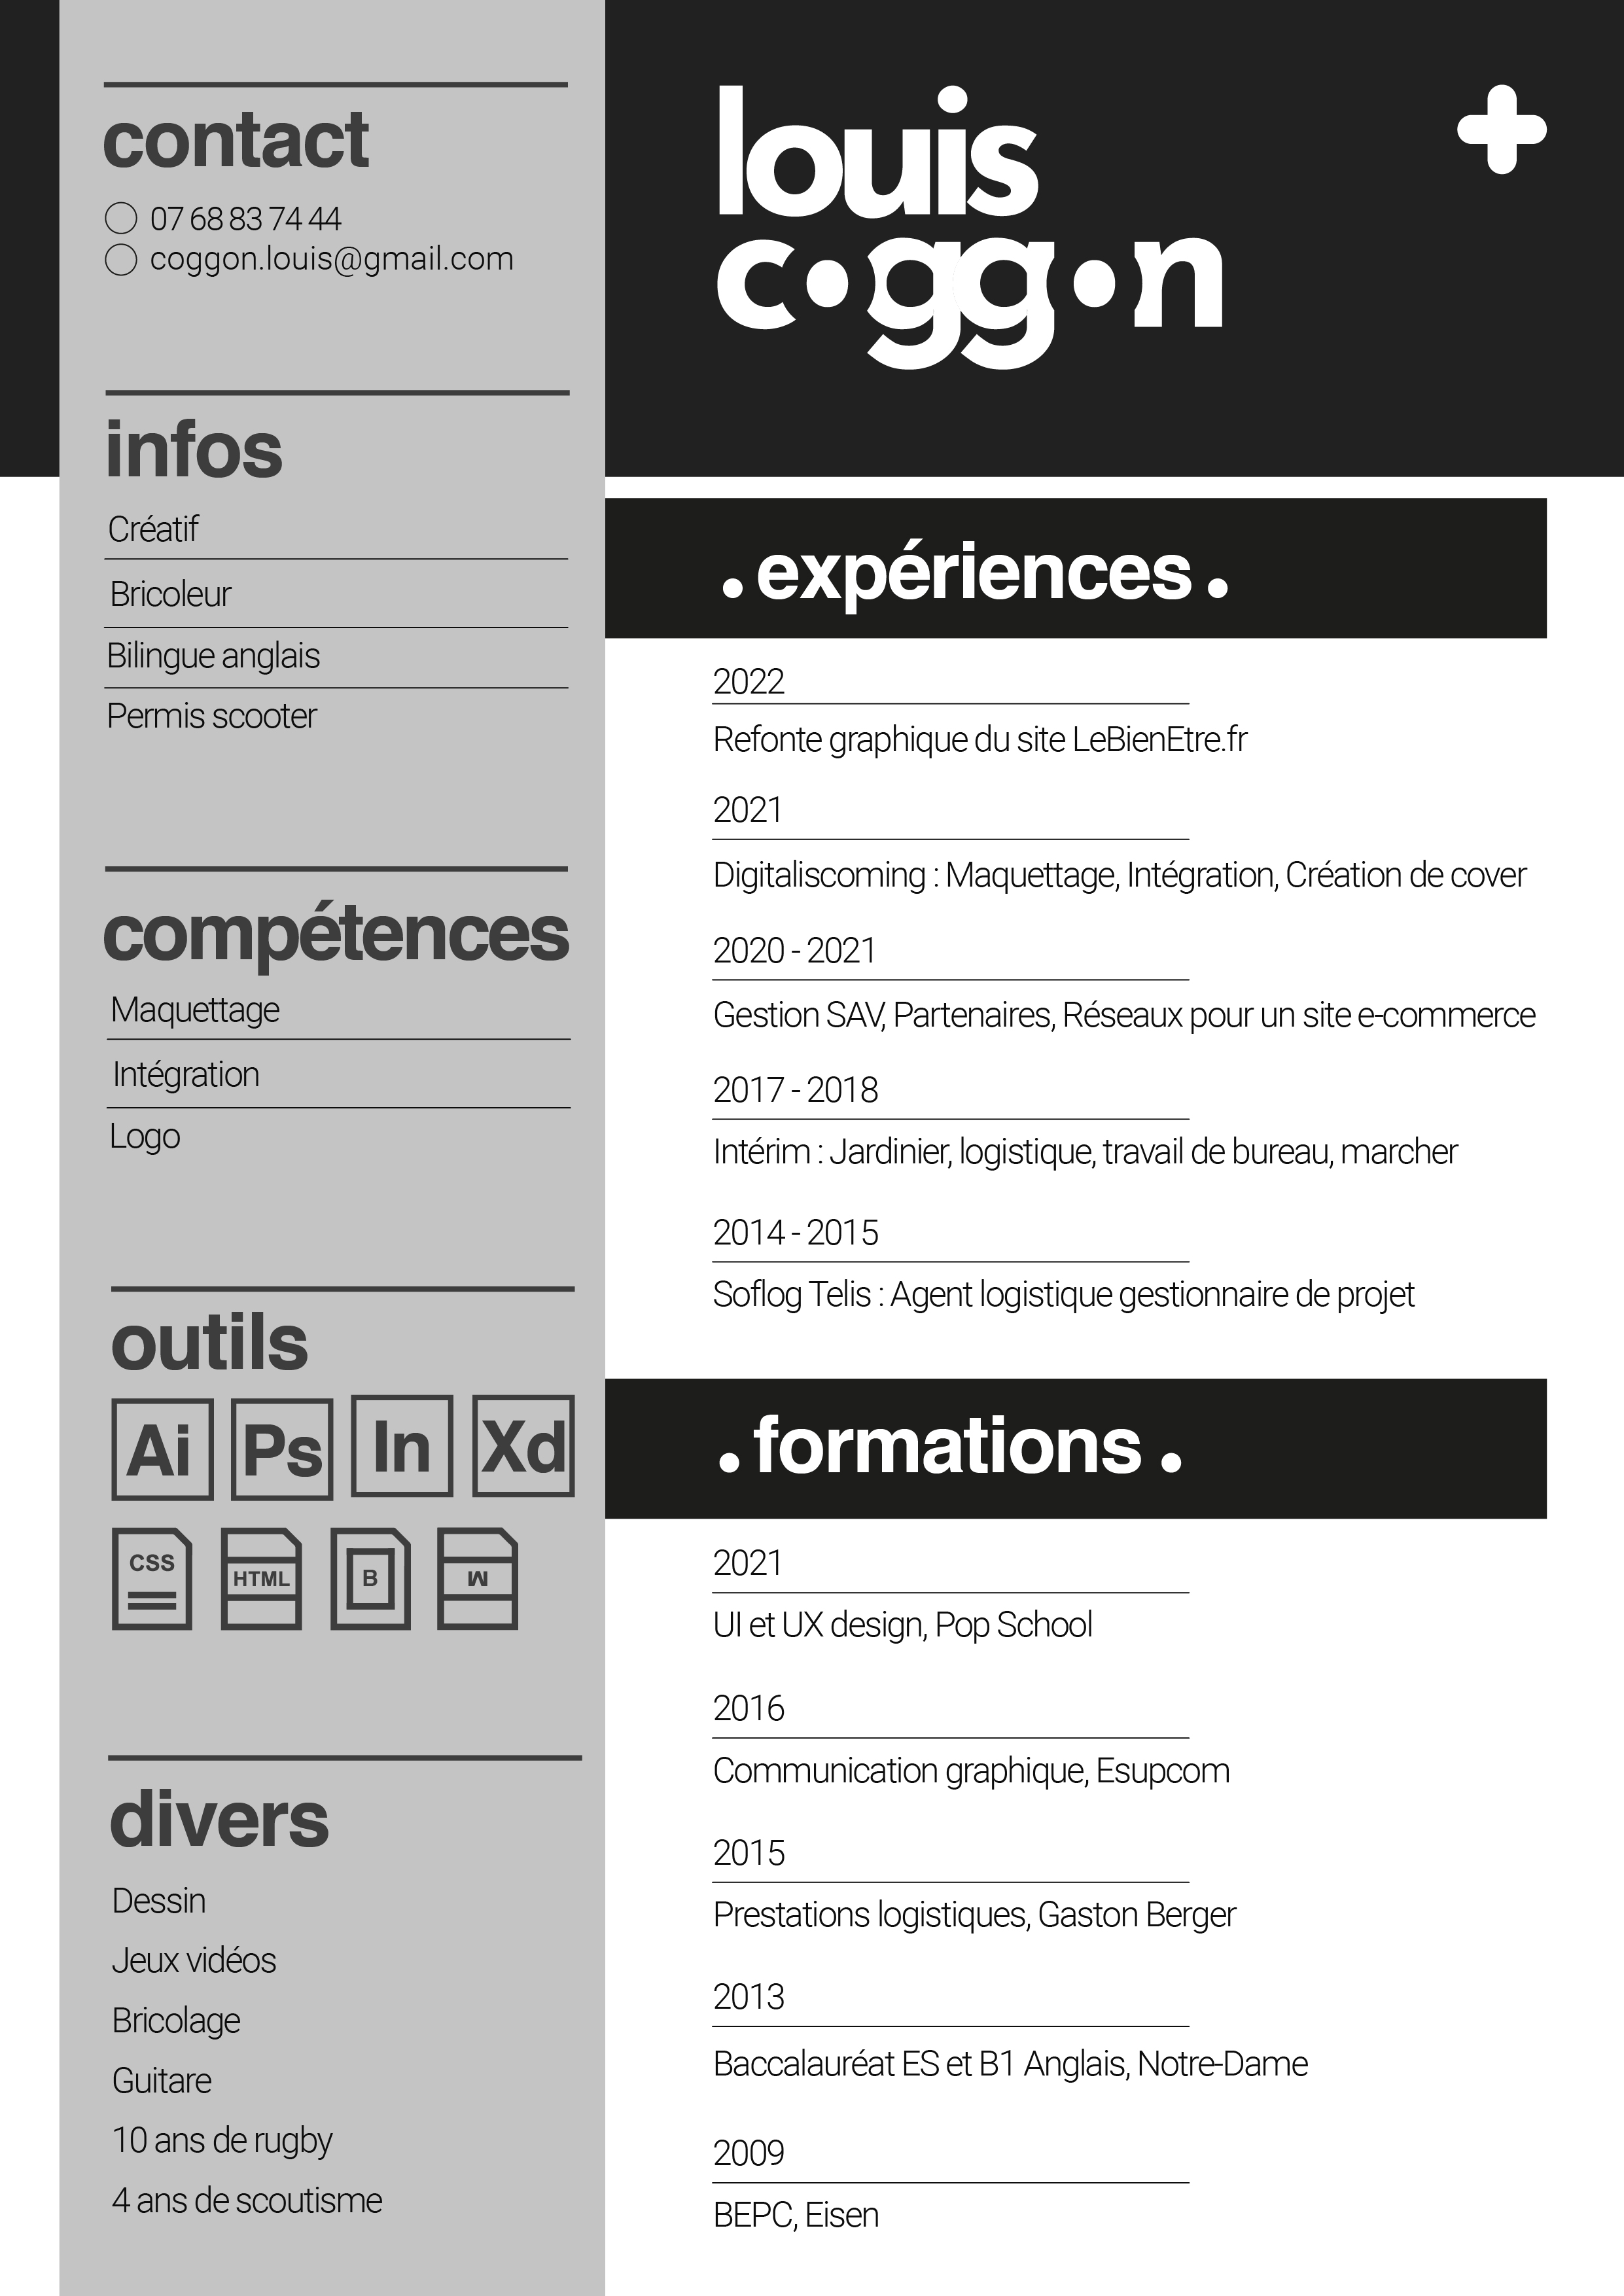 contact
07 68 83 74 44
coggon.louis@gmail.com
infos
Créatif
Bricoleur
Bilingue anglais
Permis scooter
compétences
Maquettage
Intégration
Logo
outils
Ai Ps In Xd
CSS HTML B W
divers
Dessin
Jeux vidéos
Bricolage
Guitare
10 ans de rugby
4 ans de scoutisme
louis
coggon
. expériences .
2022
Refonte graphique du site LeBienEtre.fr
2021
Digitaliscoming : Maquettage, Intégration, Création de cover
2020 - 2021
Gestion SAV, Partenaires, Réseaux pour un site e-commerce
2017 - 2018
Intérim : Jardinier, logistique, travail de bureau, marcher
2014 - 2015
Soflog Telis : Agent logistique gestionnaire de projet
. formations .
2021
UI et UX design, Pop School
2016
Communication graphique, Esupcom
2015
Prestations logistiques, Gaston Berger
2013
Baccalauréat ES et B1 Anglais, Notre-Dame
2009
BEPC, Eisen